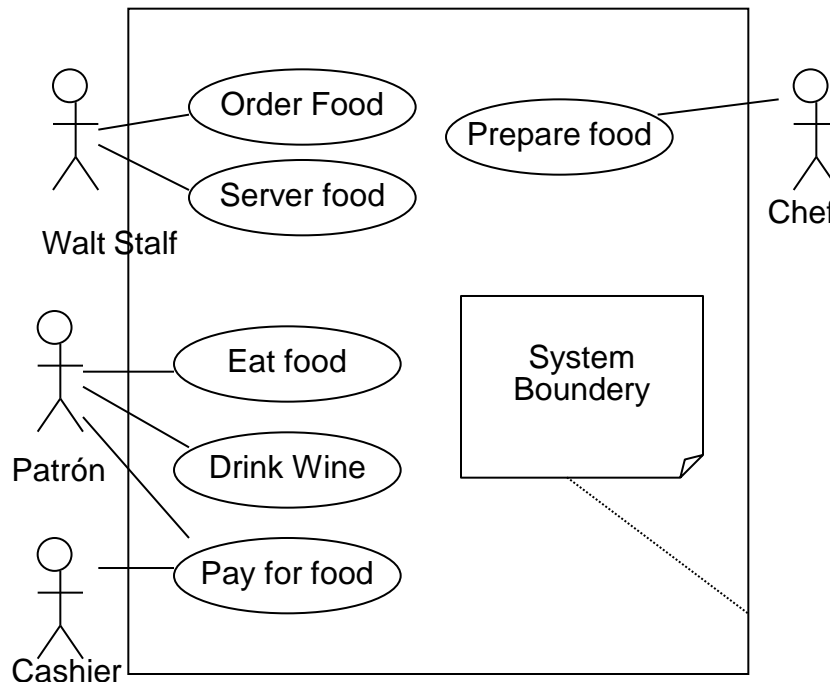 Order Food
Prepare food
Server food
Chef
Walt Stalf
System
Boundery
Eat food
Patrón
Drink Wine
Pay for food
Cashier